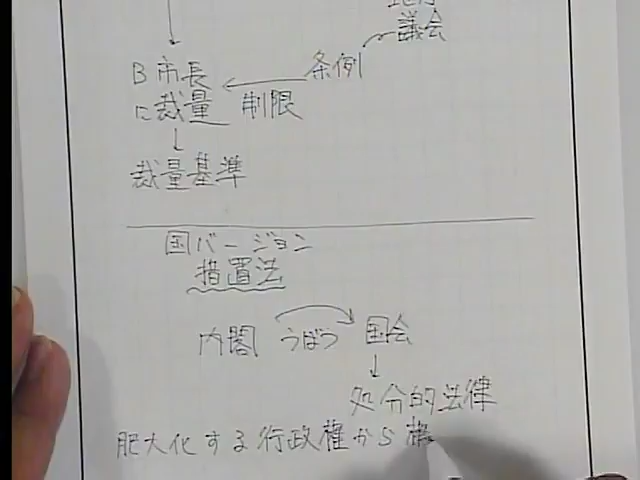 議会
B市長 条例
に裁量 制限
裁量基準
国バージョン
措置法
内閣 うばう 国会
処分的法律
肥大化する行政権から